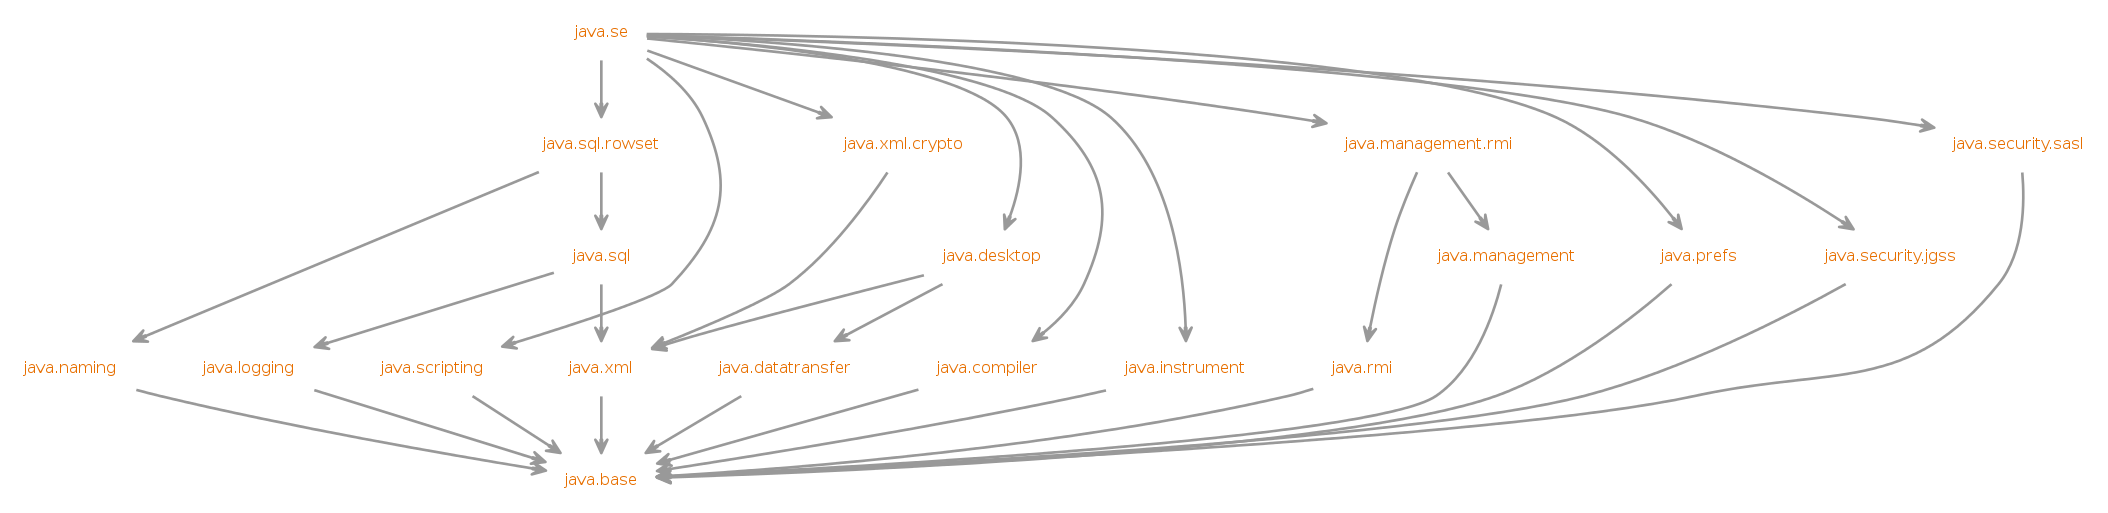 java.se
java.sql.rowset
java.xml.crypto
java.management.rmi
java.security.sasl
java.sql
java.desktop
java.management
java.prefs
java.security.jgss
java.naming
java.logging
java.scripting
java.xml
java.datatransfer
java.compiler
java.instrument
java.rmi
java.base